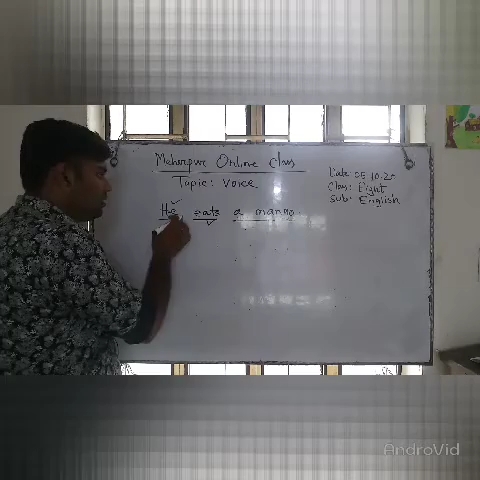 Meherpur Online Class
Topic: Voice
Date 05.10.20
Class: Eight
Sub: English
He eats a mango.
AndroVid